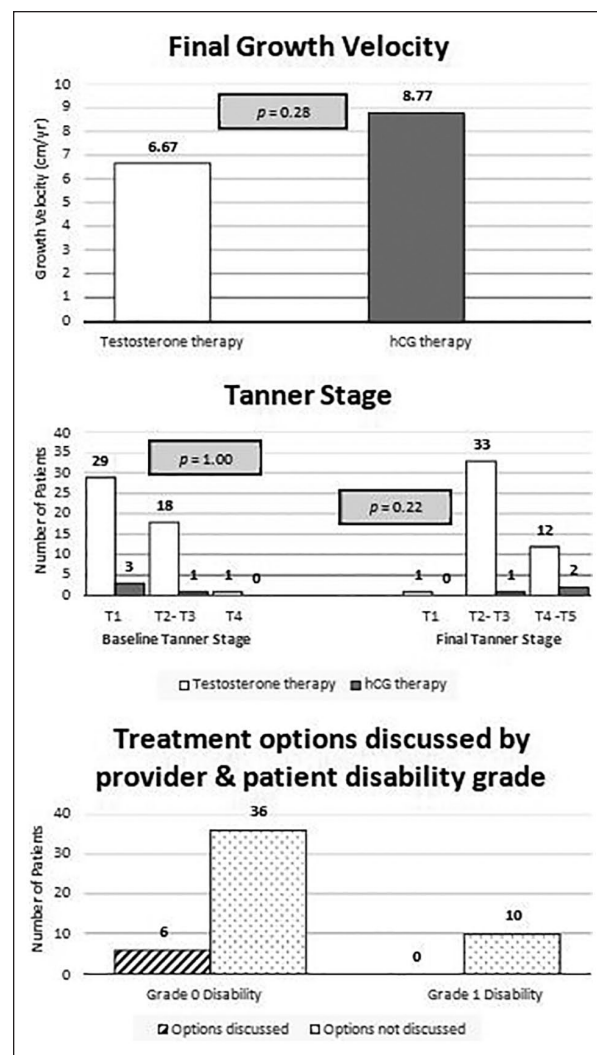 Final Growth Velocity
10
9
8
7
6
5
4
3
2
1
0
Growth Velocity (cm/yr)
6.67
p = 0.28
8.77
Testosterone therapy
hCG therapy
Tanner Stage
40
35
30
25
20
15
10
5
0
Number of Patients
29
3
18
1
1
0
p = 1.00
p = 0.22
1
0
33
1
12
2
T1
T2- T3
T4
T1
T2- T3
T4 -T5
Baseline Tanner Stage
Final Tanner Stage
Testosterone therapy
hCG therapy
Treatment options discussed by
provider & patient disability grade
40
30
20
10
0
Number of Patients
6
36
0
10
Grade 0 Disability
Grade 1 Disability
Options discussed
Options not discussed